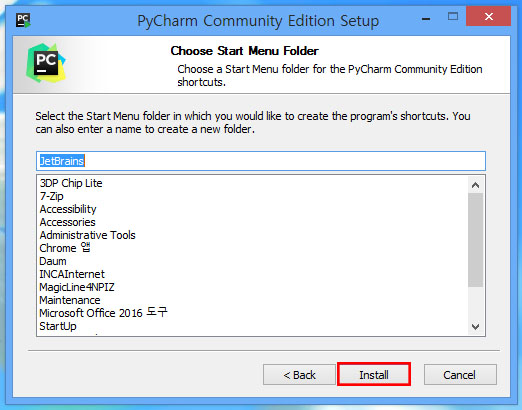 PC
PyCharm Community Edition Setup
PC
Choose Start Menu Folder
Choose a Start Menu folder for the PyCharm Community Edition
shortcuts.
Select the Start Menu folder in which you would like to create the program's shortcuts. You
can also enter a name to create a new folder.
JetBrains
3DP Chip Lite
7-Zip
Accessibility
Accessories
Administrative Tools
Chrome 앱
Daum
INCAInternet
MagicLine4NPIZ
Maintenance
Microsoft Office 2016 도구
StartUp
< Back
Install
Cancel